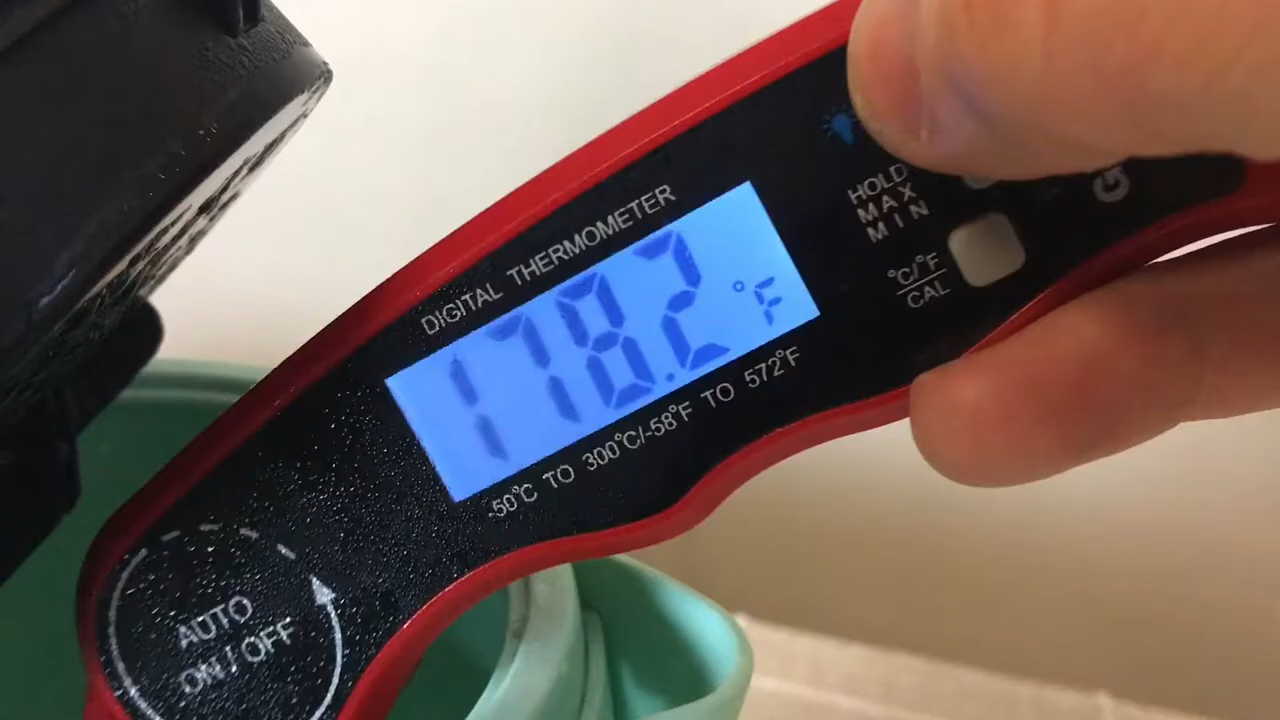 DIGITAL THERMOMETER
178.2 °F
-50°C TO 300°C/-58°F TO 572°F
HOLD
MAX
MIN
°C/°F
CAL
AUTO
ON / OFF